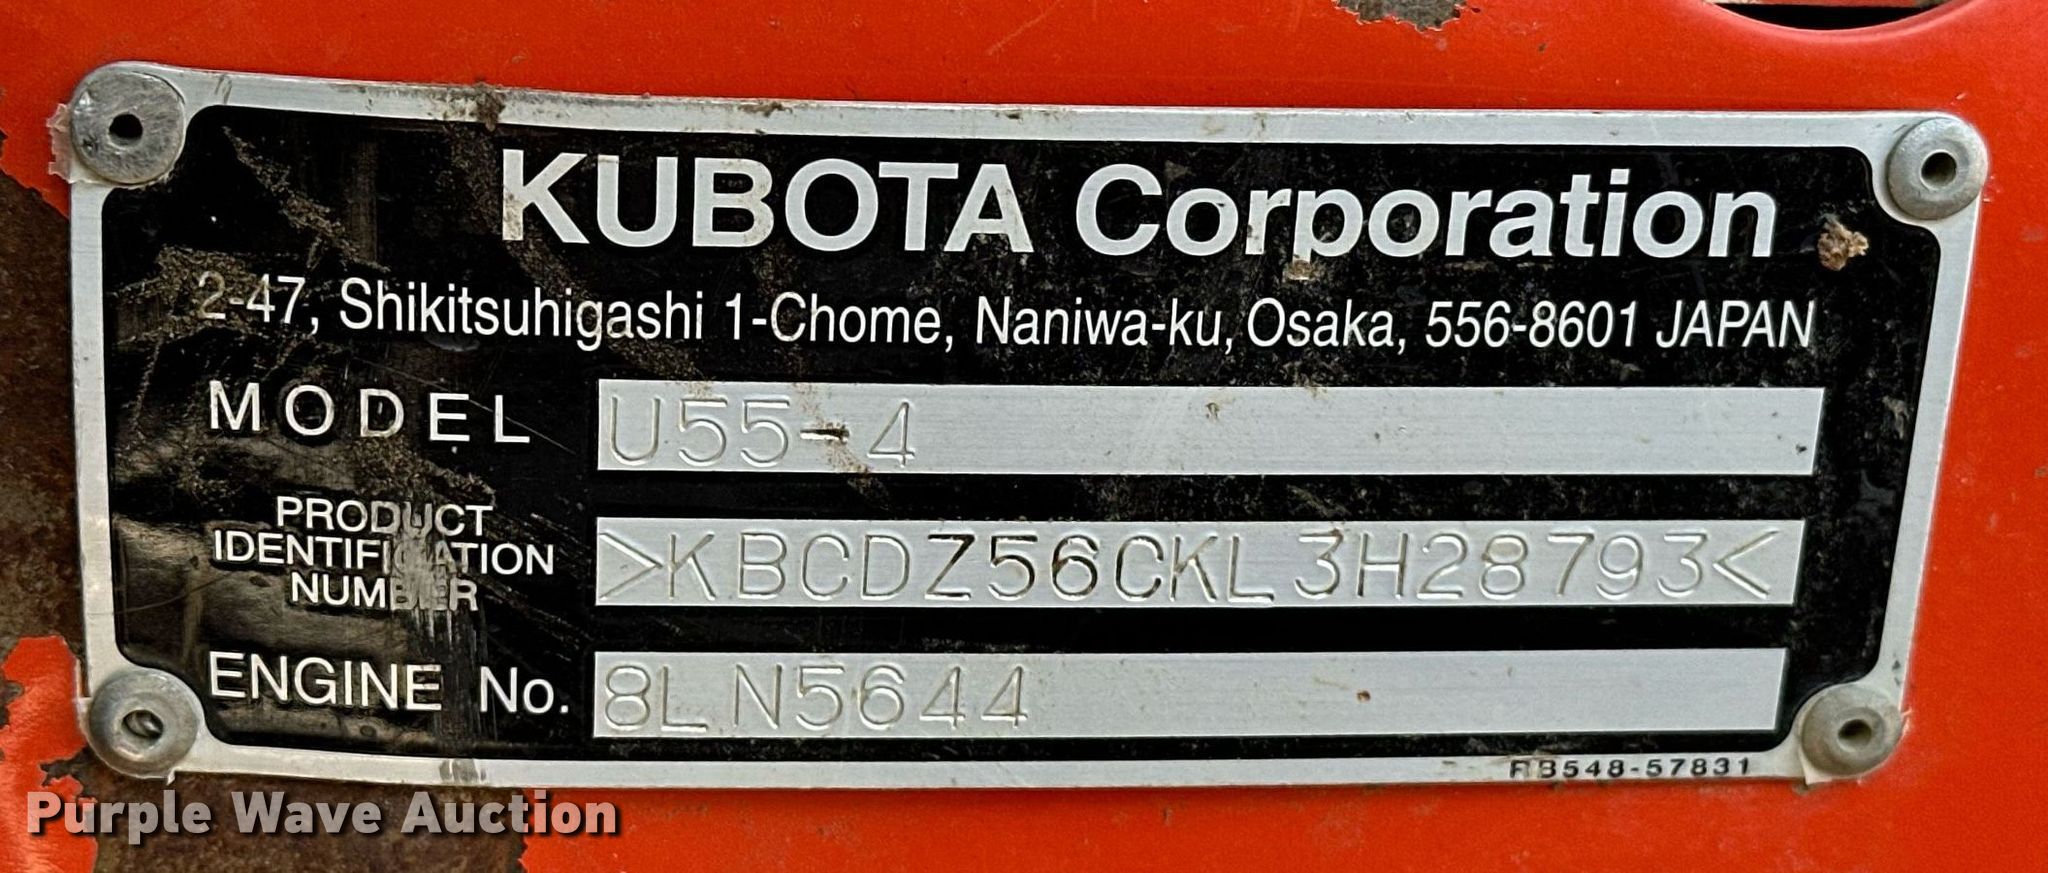 KUBOTA Corporation
2-47, Shikitsuhigashi 1-Chome, Naniwa-ku, Osaka, 556-8601 JAPAN
MODEL U55-4
PRODUCT
IDENTIFICATION
NUMBER
>KBCDZ56CKL3H28793<
ENGINE No. 8LN5644
RB548-57831
Purple Wave Auction